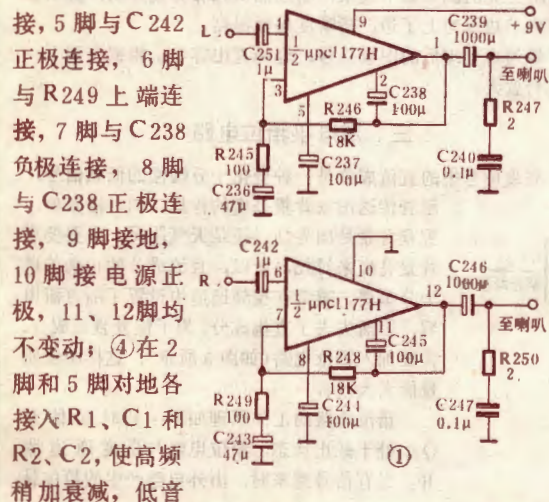 接，5脚与C242
正极连接，6脚
与R249上端连
接，7脚与C238
负极连接，8脚
与C238正极连
接，9脚接地，
10脚接电源正
极，11、12脚均
不变动；④在2
脚和5脚对地各
接入R1、C1和
R2、C2，使高频
稍加衰减，低音
L
C251
1μ
4
3
1/2 μpc1177H
9
1
2
5
C238
100μ
R246
18K
R245
100
C236
47μ
C237
100μ
C239
1000μ
+9V
至喇叭
R247
2
C240
0.1μ
R
C242
1μ
6
7
1/2 μpc1177H
10
12
11
8
C245
100μ
R248
18K
R249
100
C243
47μ
C244
100μ
C246
1000μ
至喇叭
R250
2
C247
0.1μ
①